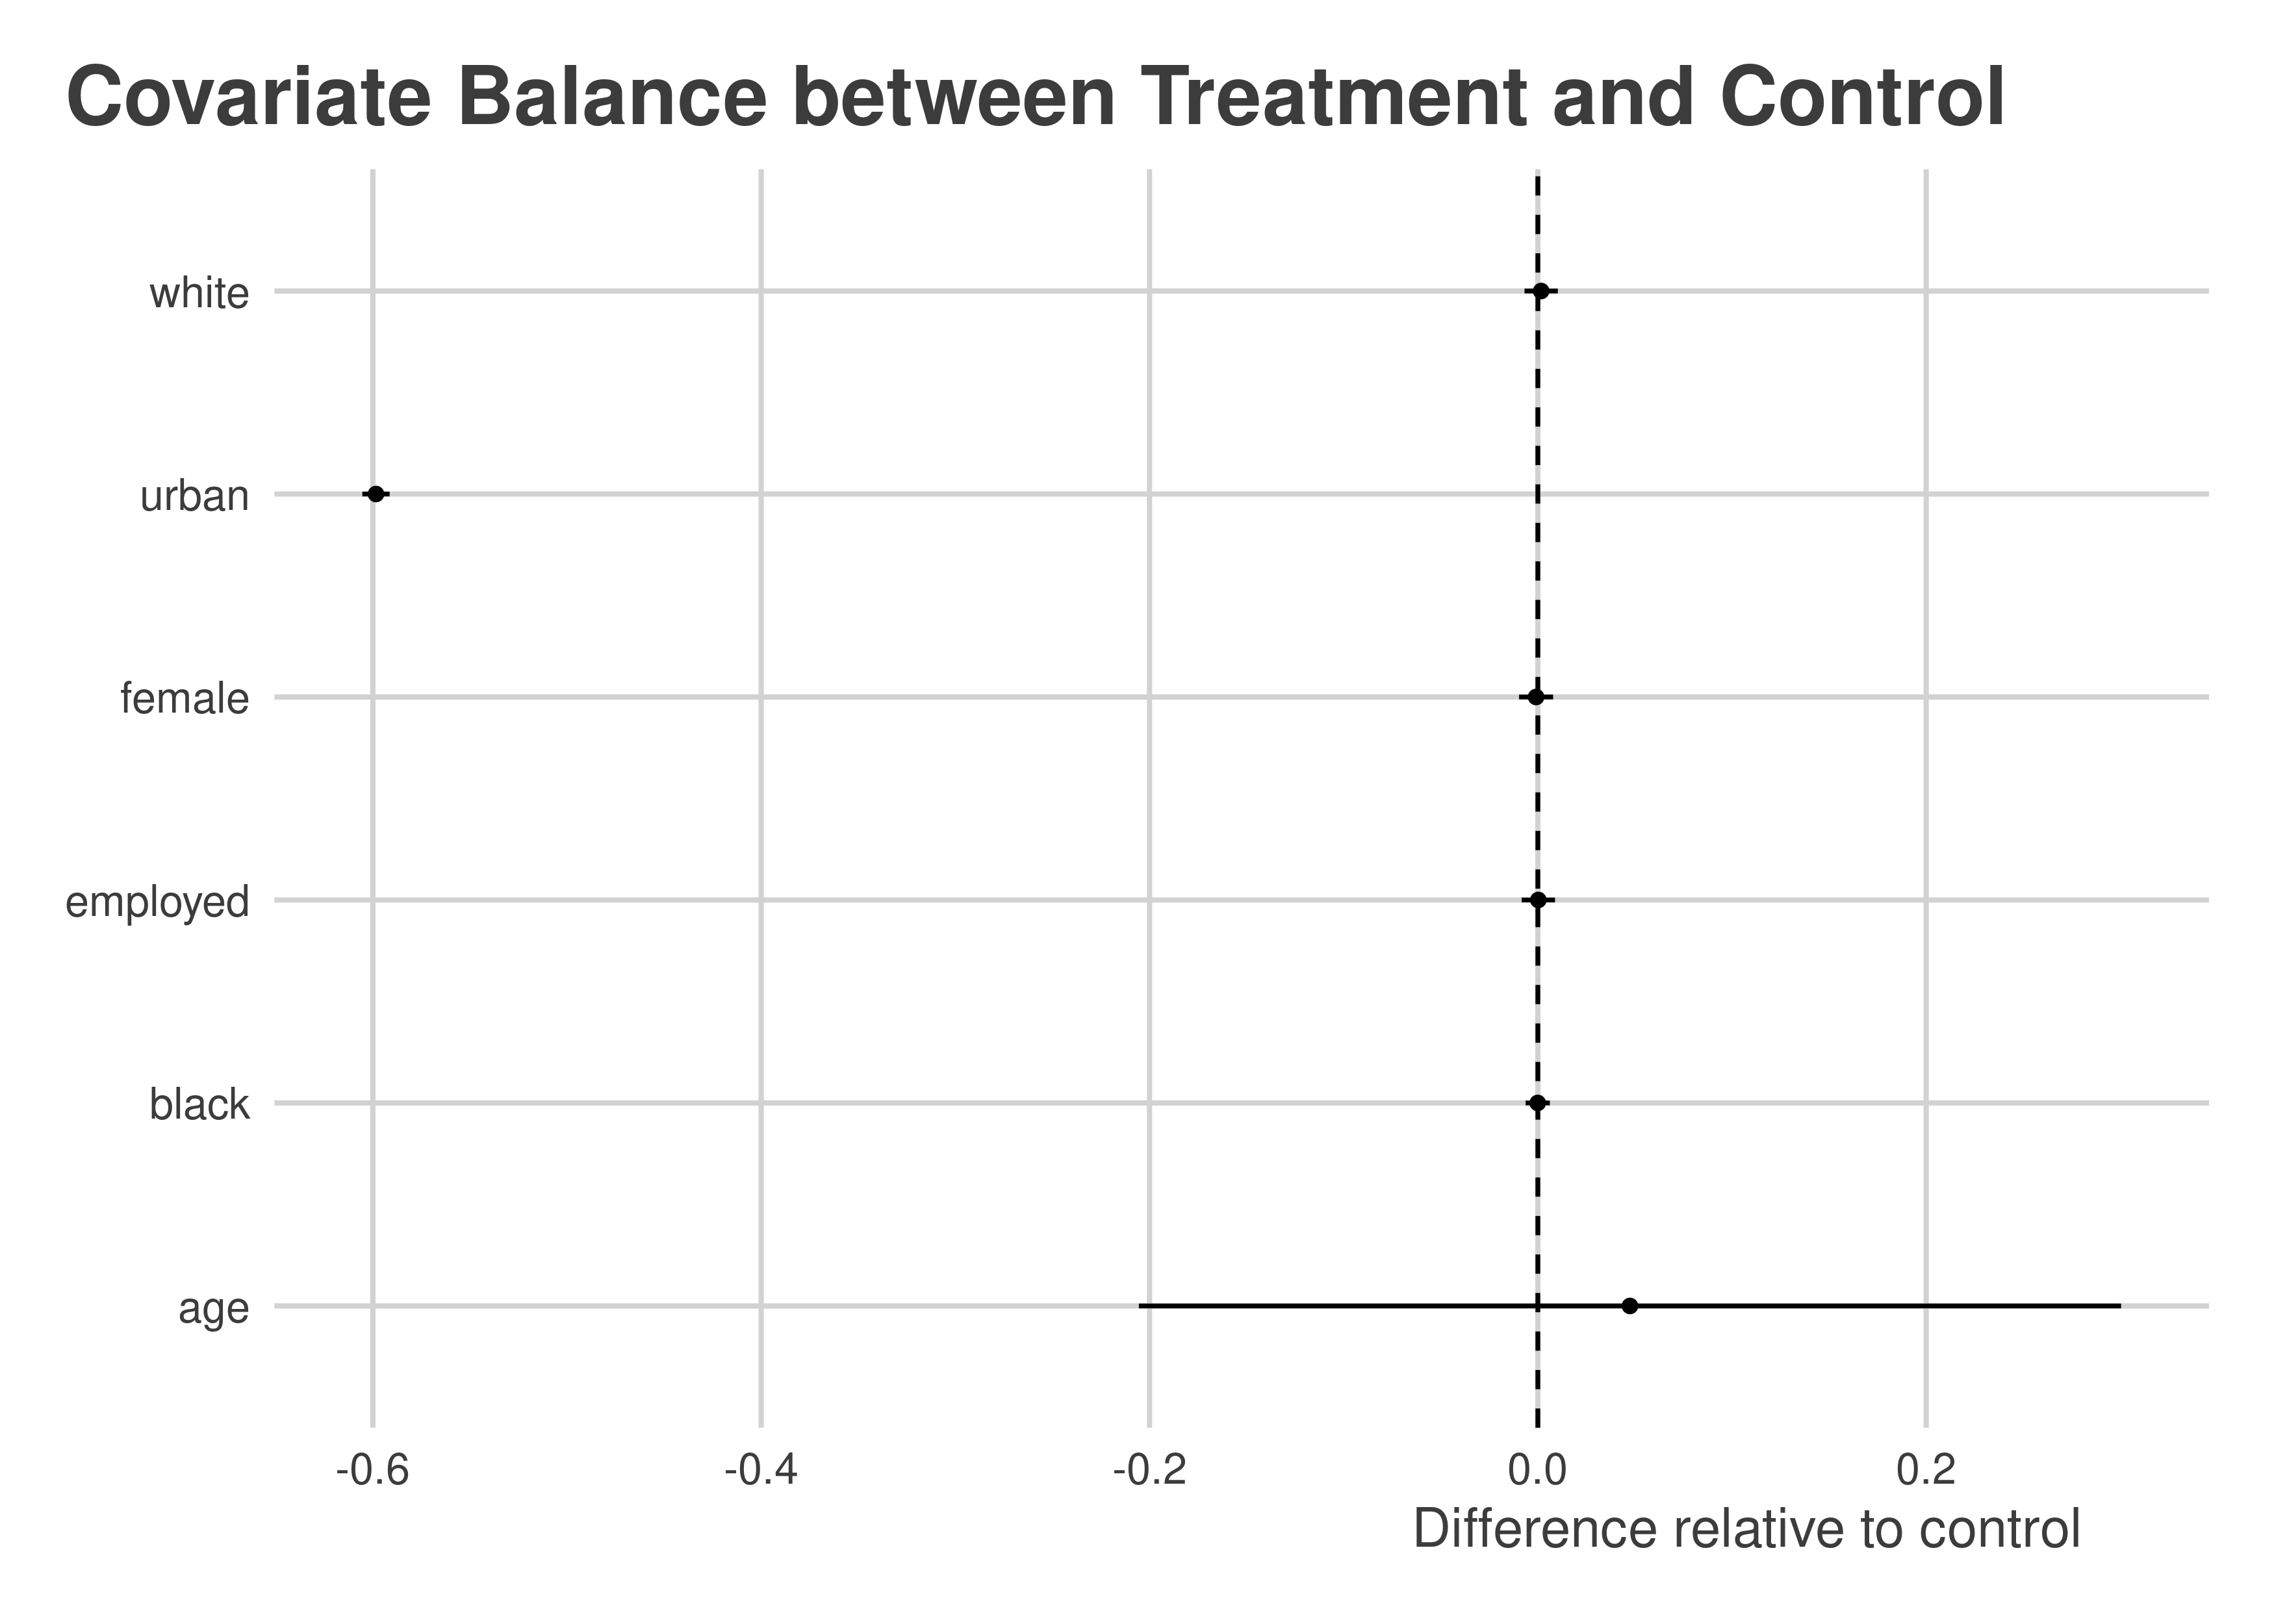 Covariate Balance between Treatment and Control
white
urban
female
employed
black
age
-0.6 -0.4 -0.2 0.0 0.2
Difference relative to control